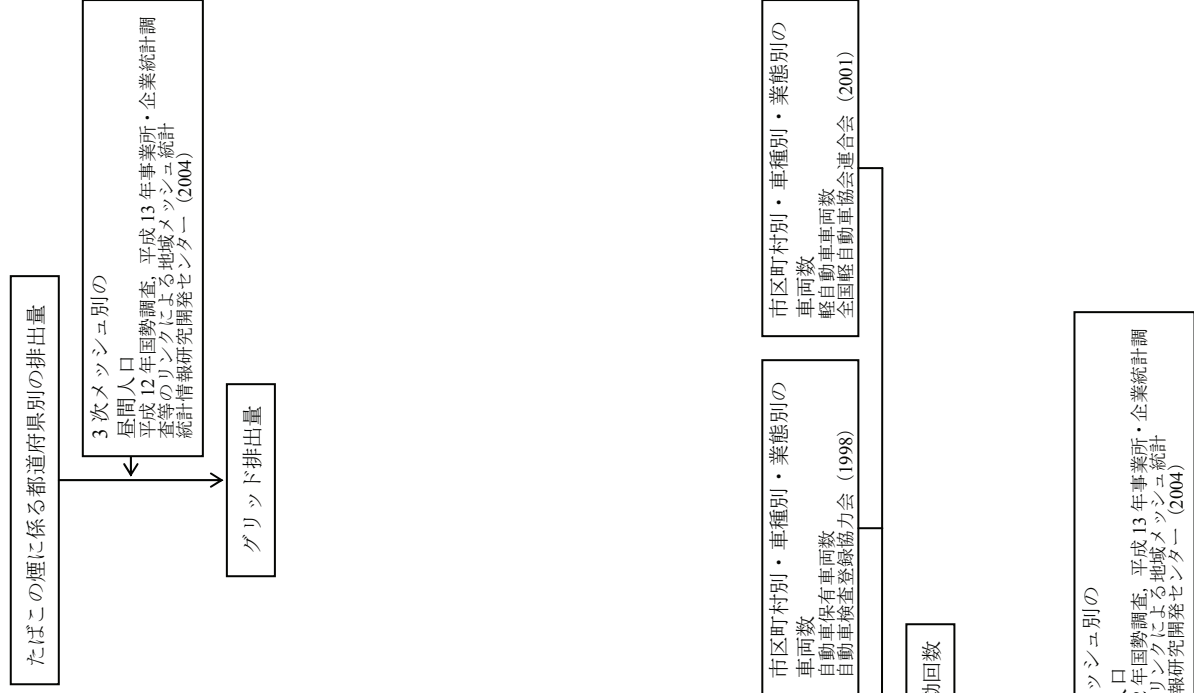 たばこの煙に係る都道府県別の排出量
3 次メッシュ別の
昼間人口
平成 12 年国勢調査，平成 13 年事業所・企業統計調
査等のリンクによる地域メッシュ統計
統計情報研究開発センター（2004）
グリッド排出量
市区町村別・車種別・業態別の
車両数
自動車保有車両数
自動車検査登録協力会（1998）
市区町村別・車種別・業態別の
車両数
軽自動車車両数
全国軽自動車協会連合会（2001）
動回数
ッシュ別の
口
年国勢調査，平成 13 年事業所・企業統計調
リンクによる地域メッシュ統計
報研究開発センター（2004）